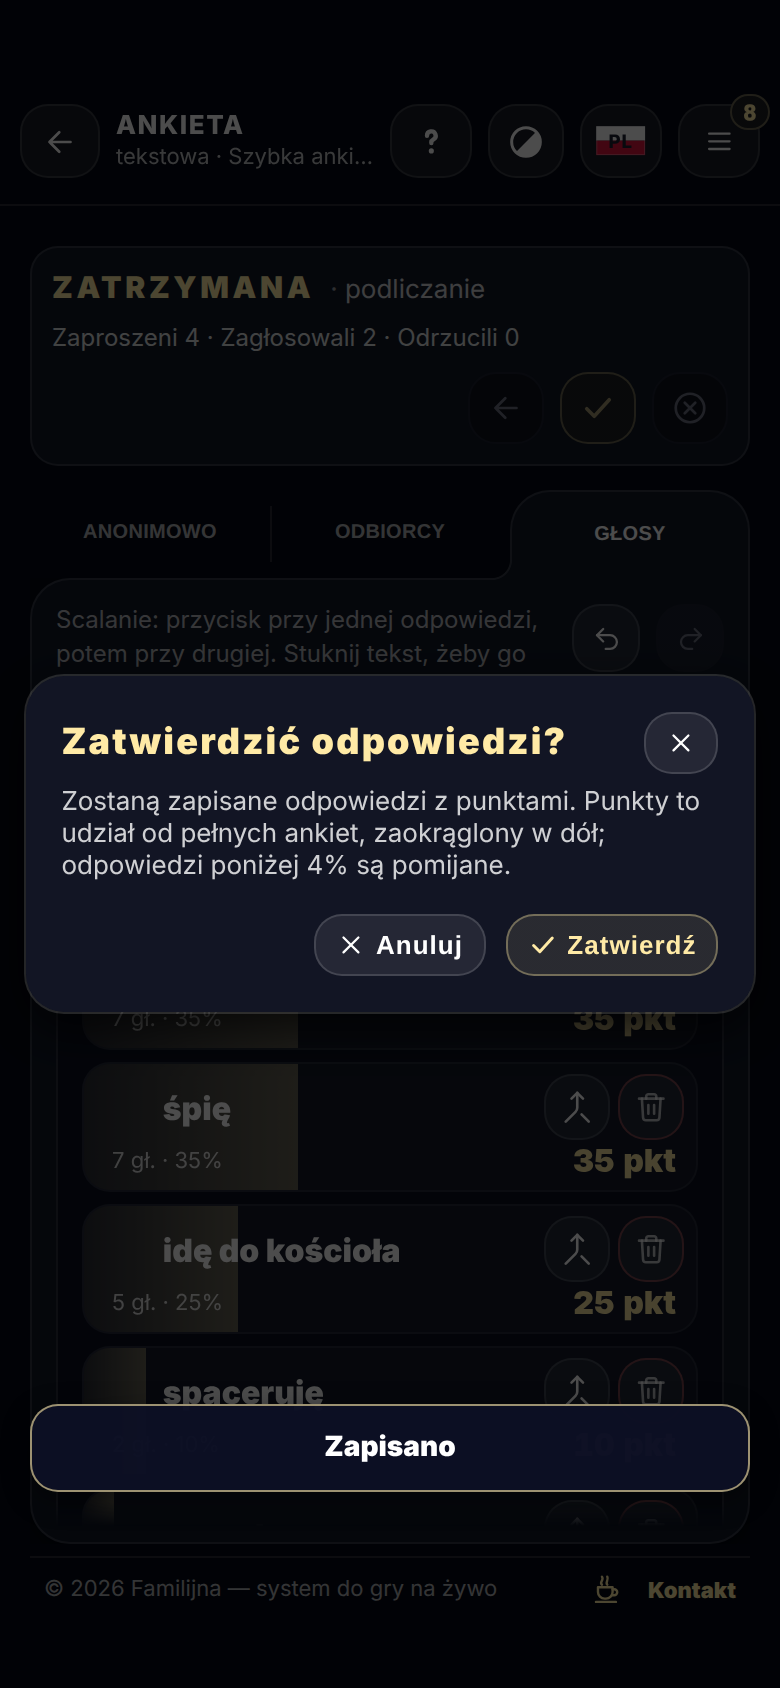 ANKIETA
tekstowa · Szybka anki...
?
PL
8
ZATRZYMANA · podliczanie
Zaproszeni 4 · Zagłosowali 2 · Odrzucili 0
ANONIMOWO
ODBIORCY
GŁOSY
Scalanie: przycisk przy jednej odpowiedzi,
potem przy drugiej. Stuknij tekst, żeby go
Zatwierdzić odpowiedzi?
Zostaną zapisane odpowiedzi z punktami. Punkty to
udział od pełnych ankiet, zaokrąglony w dół;
odpowiedzi poniżej 4% są pomijane.
Anuluj
Zatwierdź
7 gł. · 35%
35 pkt
śpię
7 gł. · 35%
35 pkt
idę do kościoła
5 gł. · 25%
25 pkt
spaceruję
10 pkt
Zapisano
© 2026 Familijna — system do gry na żywo
Kontakt